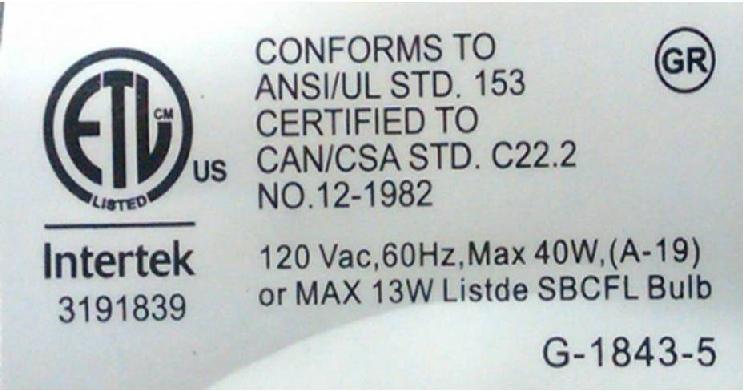 ETL CM
LISTED
US
Intertek
3191839
CONFORMS TO
ANSI/UL STD. 153
CERTIFIED TO
CAN/CSA STD. C22.2
NO.12-1982
GR
120 Vac,60Hz,Max 40W,(A-19)
or MAX 13W Listde SBCFL Bulb
G-1843-5